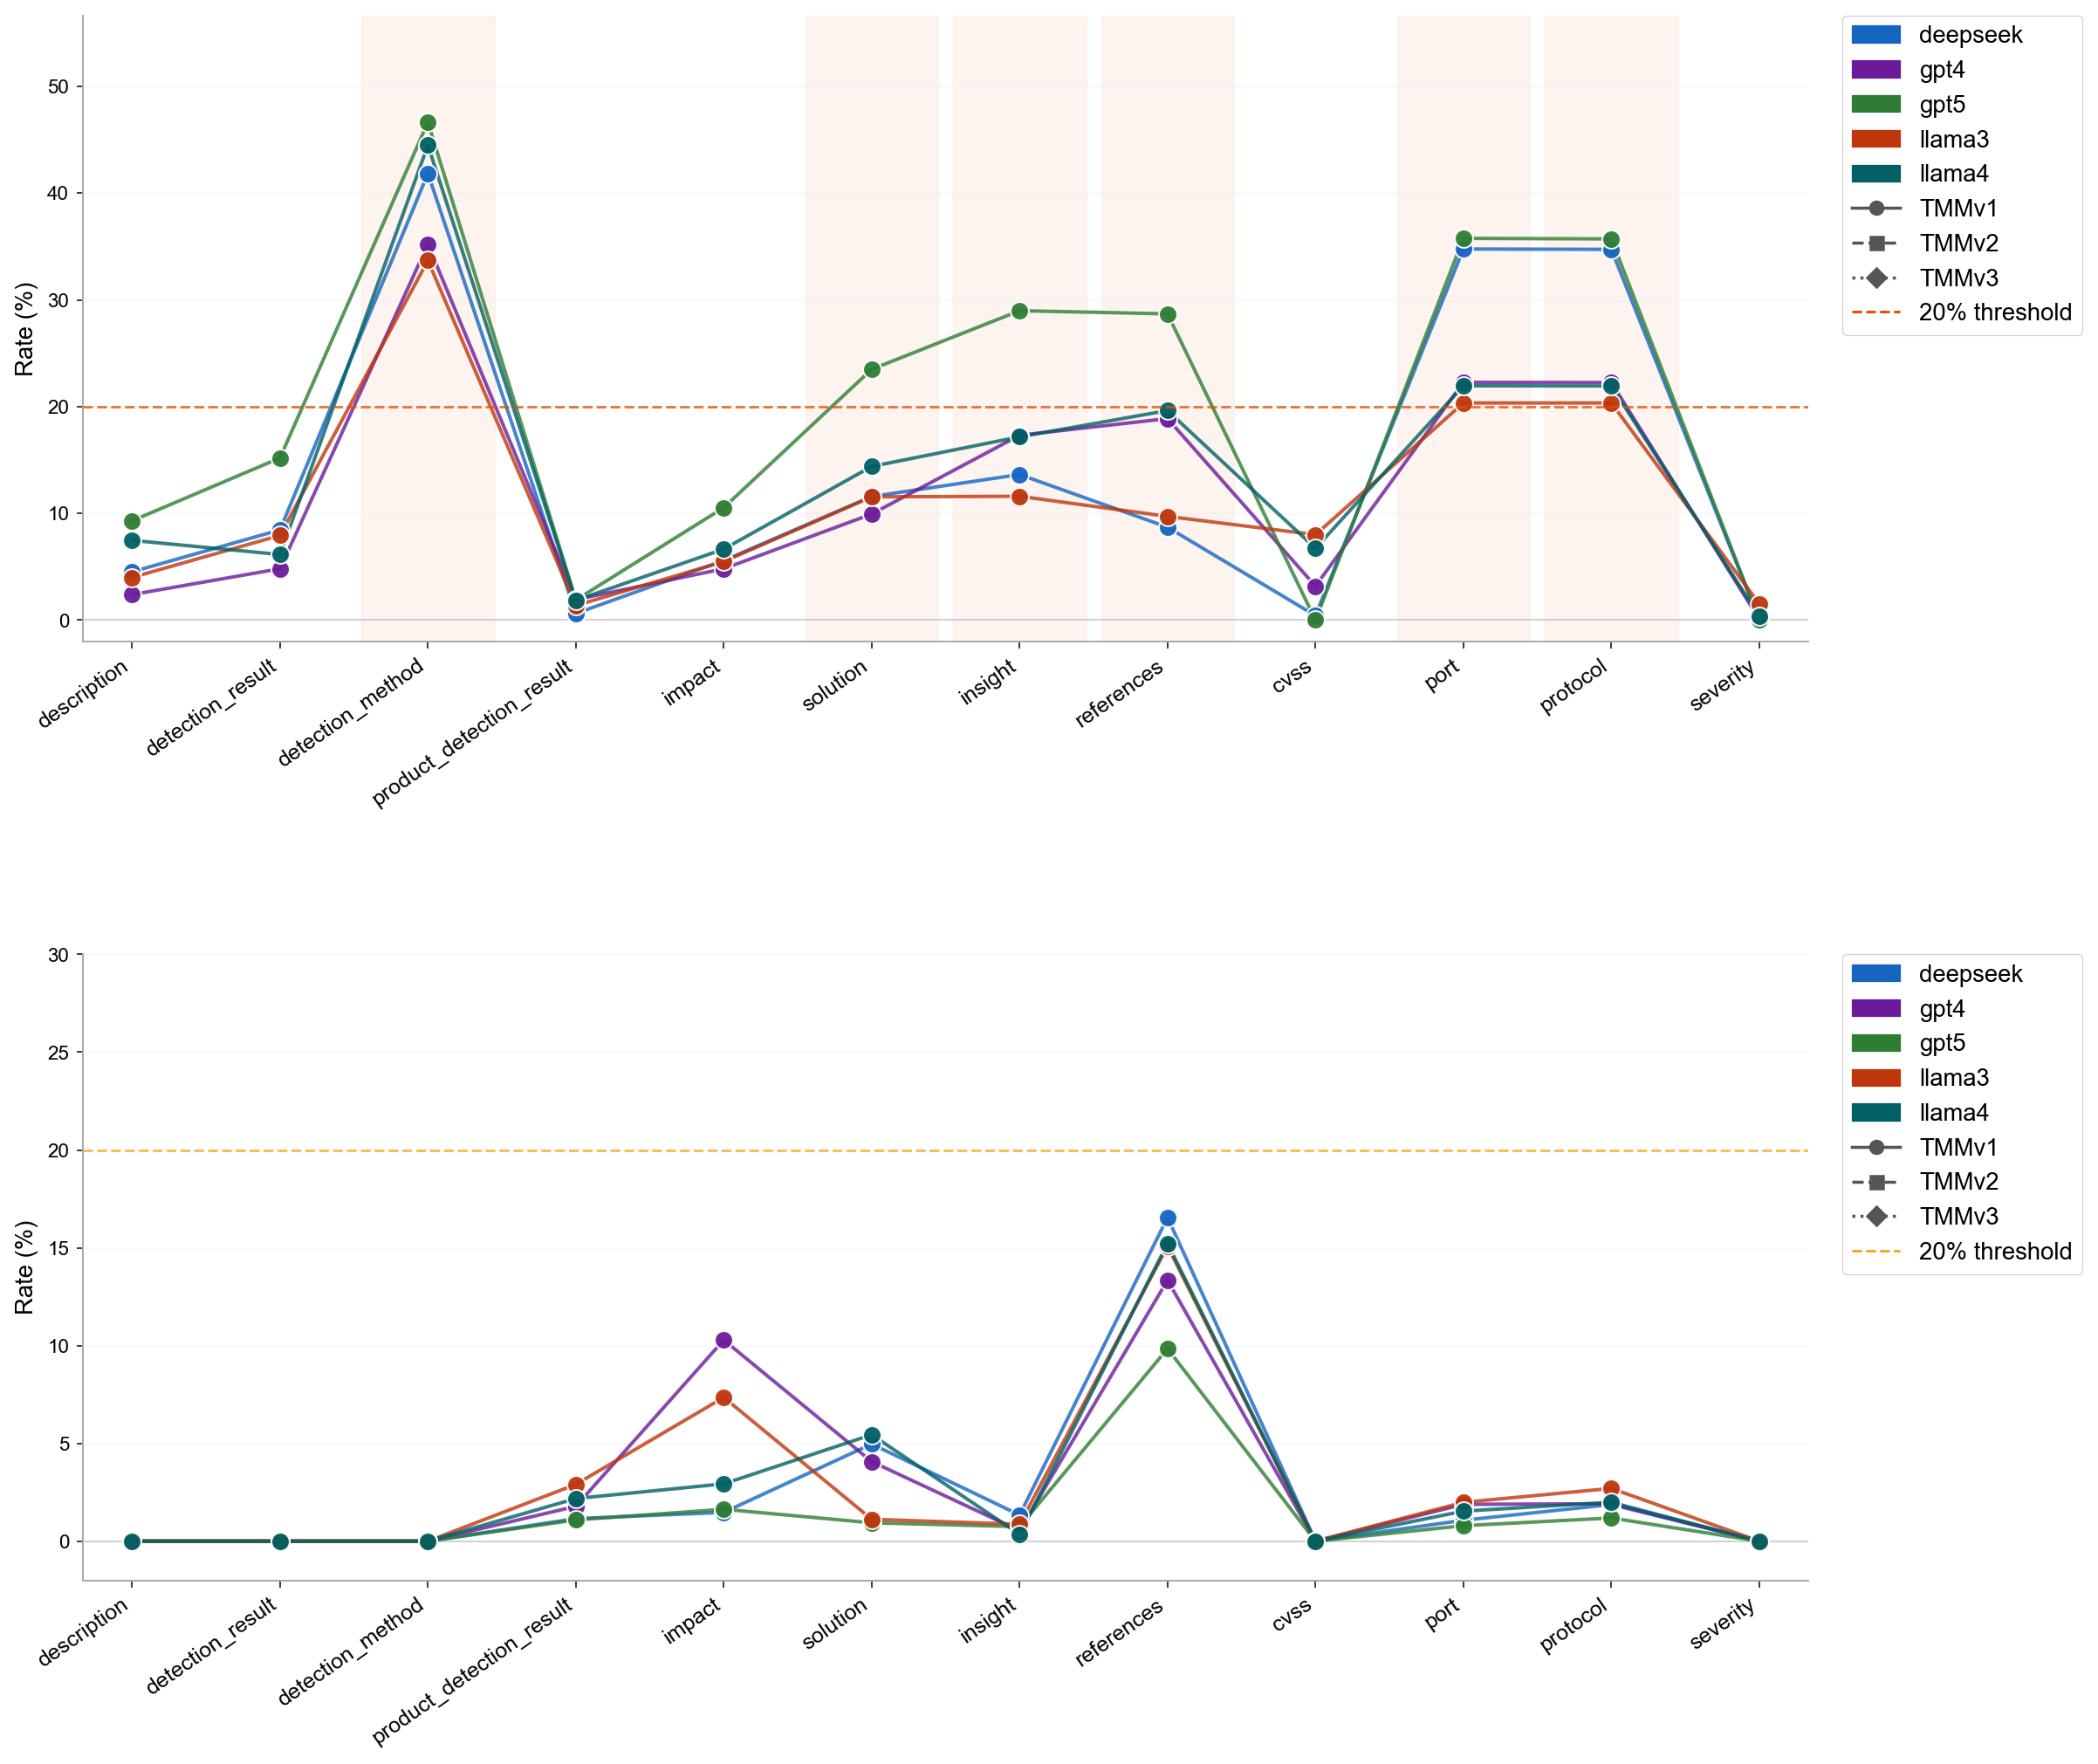 Rate (%)
50
40
30
20
10
0
description
detection_result
detection_method
product_detection_result
impact
solution
insight
references
cvss
port
protocol
severity
deepseek
gpt4
gpt5
llama3
llama4
TMMv1
TMMv2
TMMv3
20% threshold
Rate (%)
30
25
20
15
10
5
0
description
detection_result
detection_method
product_detection_result
impact
solution
insight
references
cvss
port
protocol
severity
deepseek
gpt4
gpt5
llama3
llama4
TMMv1
TMMv2
TMMv3
20% threshold